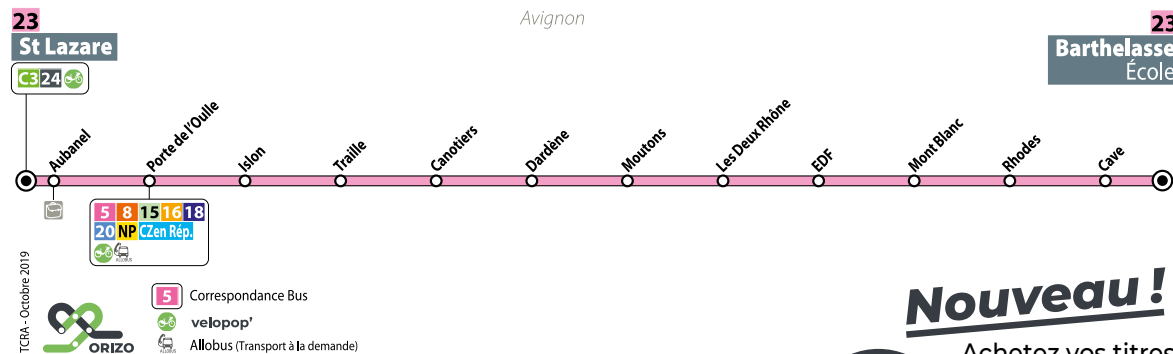 23
St Lazare
C3 24
Avignon
23
Barthelasse
École
Aubanel
Porte de l'Oulle
Islon
Traille
Canotiers
Dardène
Moutons
Les Deux Rhône
EDF
Mont Blanc
Rhodes
Cave
5 8 15 16 18
20 NP CZen Rép.
ALLOBUS
TCRA - Octobre 2019
ORIZO
5 Correspondance Bus
velopop'
ALLOBUS Allobus (Transport à la demande)
Nouveau !
Achetez vos titres